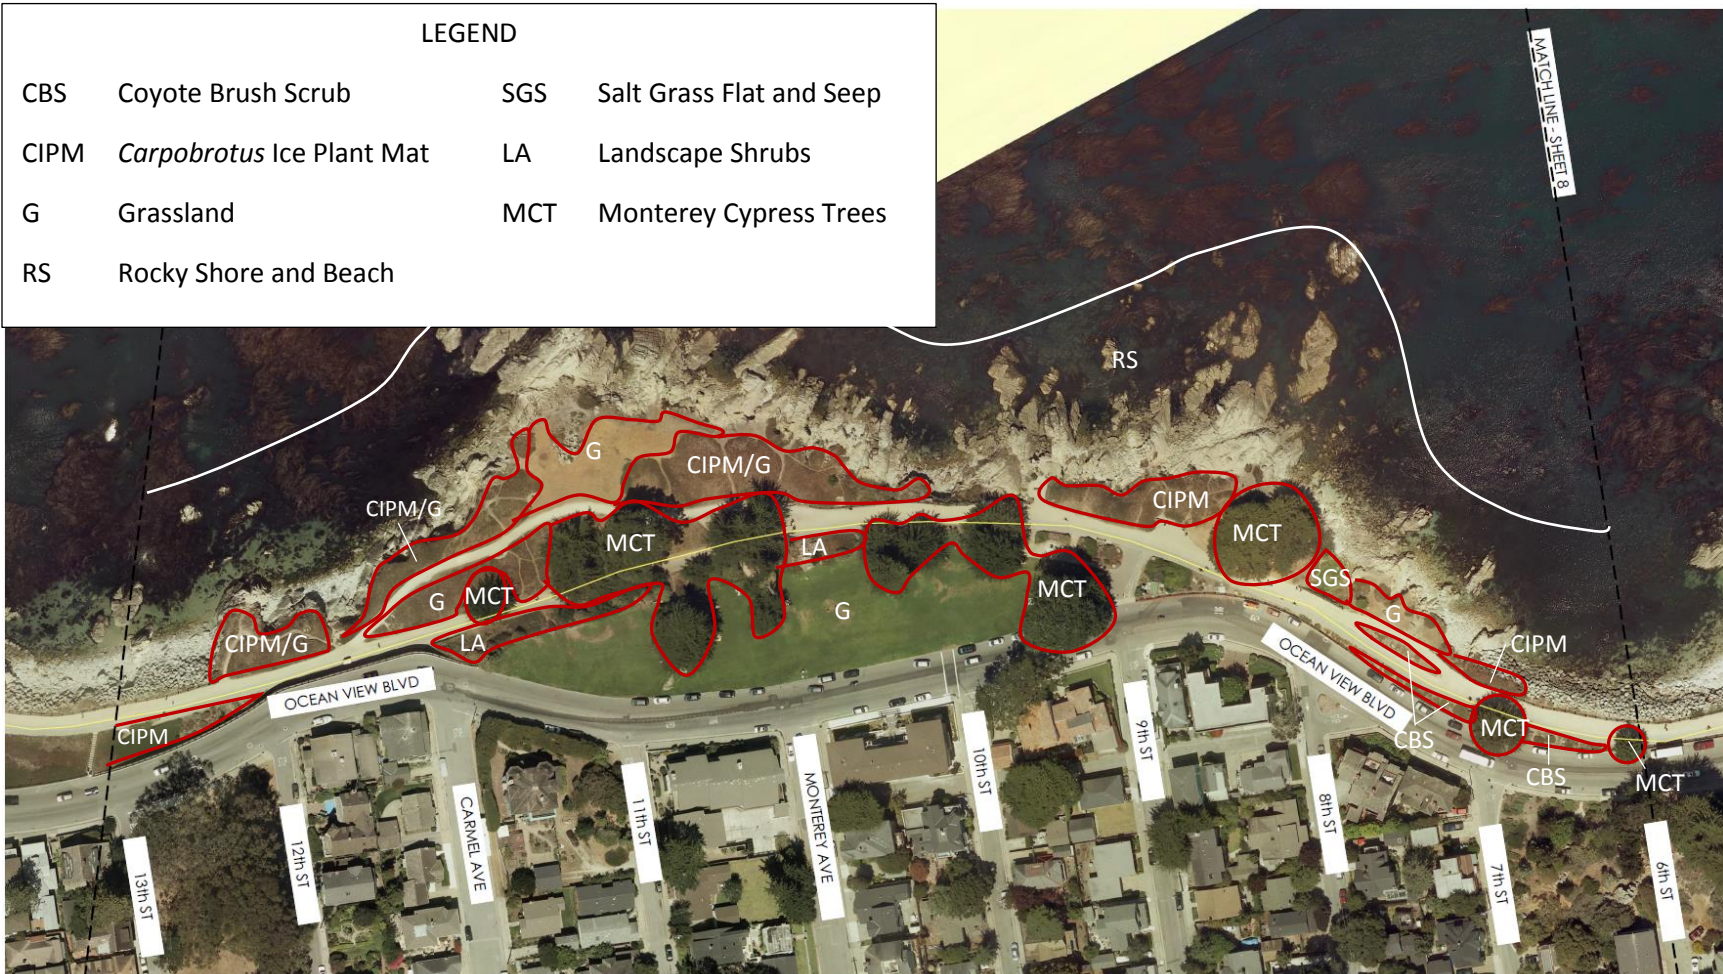 LEGEND
CBS Coyote Brush Scrub SGS Salt Grass Flat and Seep
CIPM Carpobrotus Ice Plant Mat LA Landscape Shrubs
G Grassland MCT Monterey Cypress Trees
RS Rocky Shore and Beach
MATCH LINE - SHEET 8
RS
G
CIPM/G
CIPM
CIPM/G
MCT
MCT
LA
SGS
G
MCT
MCT
G
G
CIPM/G
LA
CIPM
OCEAN VIEW BLVD
OCEAN VIEW BLVD
CIPM
CBS
MCT
CBS
MCT
13th ST
12th ST
CARMEL AVE
11th ST
MONTEREY AVE
10th ST
9th ST
8th ST
7th ST
6th ST